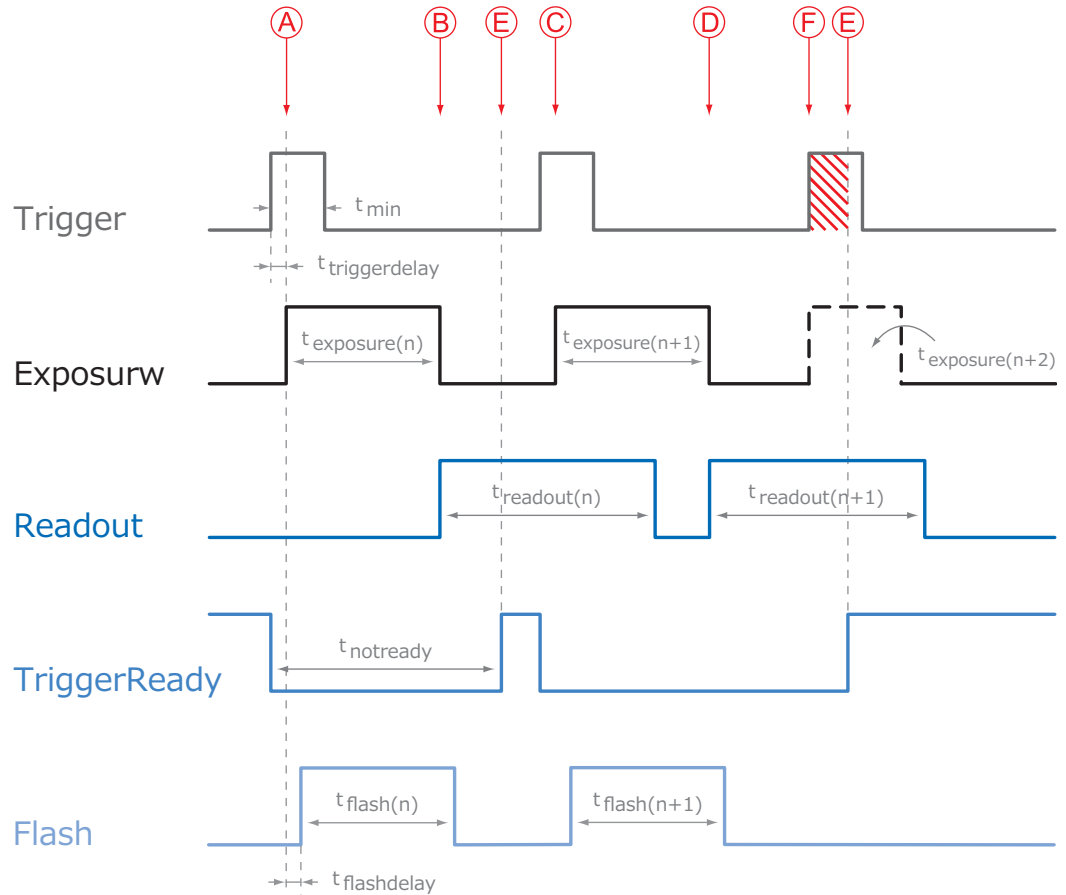 A B E C D F E
Trigger
t min
t triggerdelay
Exposurw
t exposure(n)
t exposure(n+1)
t exposure(n+2)
Readout
t readout(n)
t readout(n+1)
TriggerReady
t notready
Flash
t flash(n)
t flash(n+1)
t flashdelay